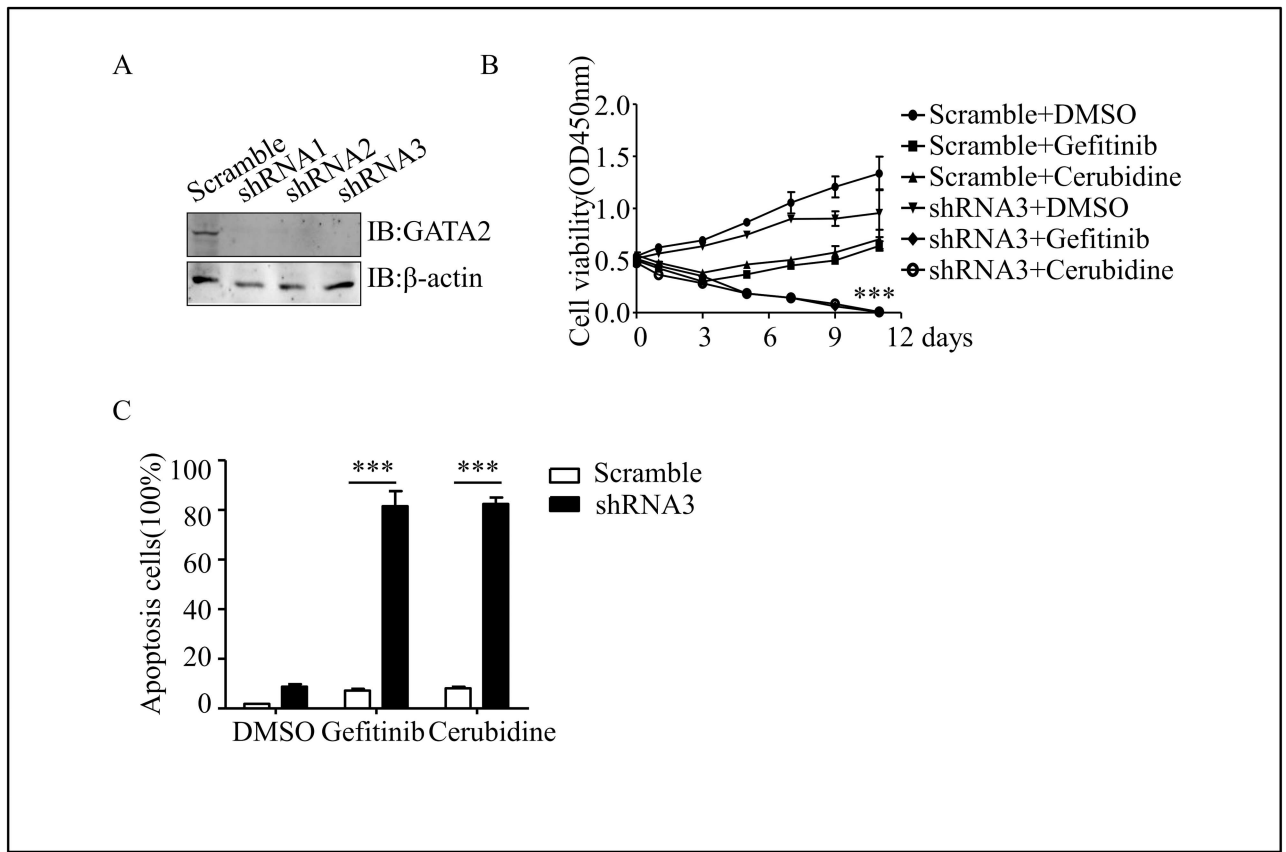 A
Scramble
shRNA1
shRNA2
shRNA3
IB:GATA2
IB:β-actin
B
Cell viability(OD450nm)
2.0
1.5
1.0
0.5
0.0
0 3 6 9 12 days
***
Scramble+DMSO
Scramble+Gefitinib
Scramble+Cerubidine
shRNA3+DMSO
shRNA3+Gefitinib
shRNA3+Cerubidine
C
Apoptosis cells(100%)
100
80
60
40
20
0
*** ***
DMSO Gefitinib Cerubidine
Scramble
shRNA3